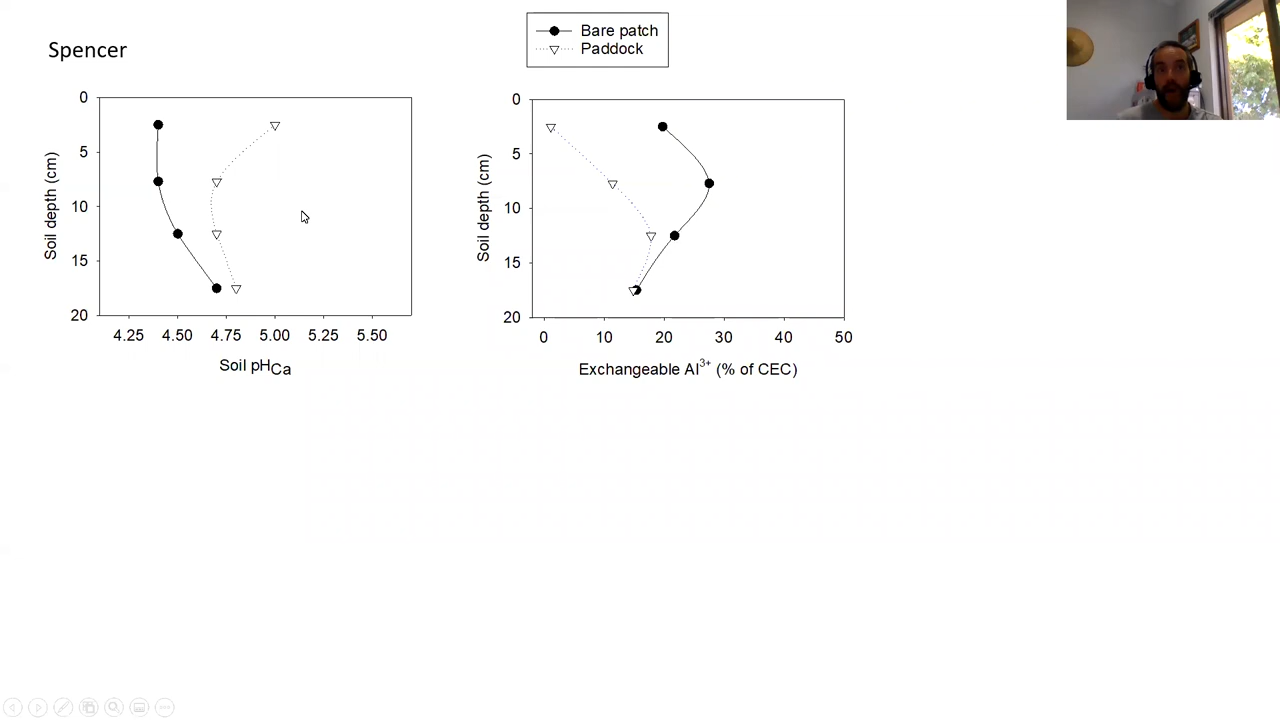 Spencer
Bare patch
Paddock
0
5
10
15
20
Soil depth (cm)
4.25 4.50 4.75 5.00 5.25 5.50
Soil pHCa
0
5
10
15
20
Soil depth (cm)
0 10 20 30 40 50
Exchangeable Al3+ (% of CEC)